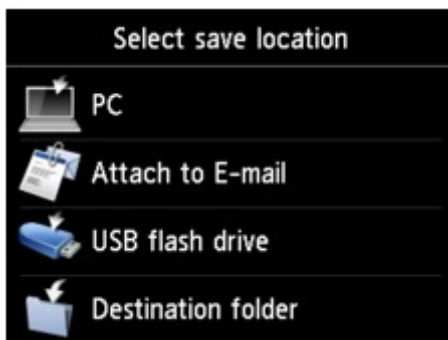 Select save location
PC
Attach to E-mail
USB flash drive
Destination folder